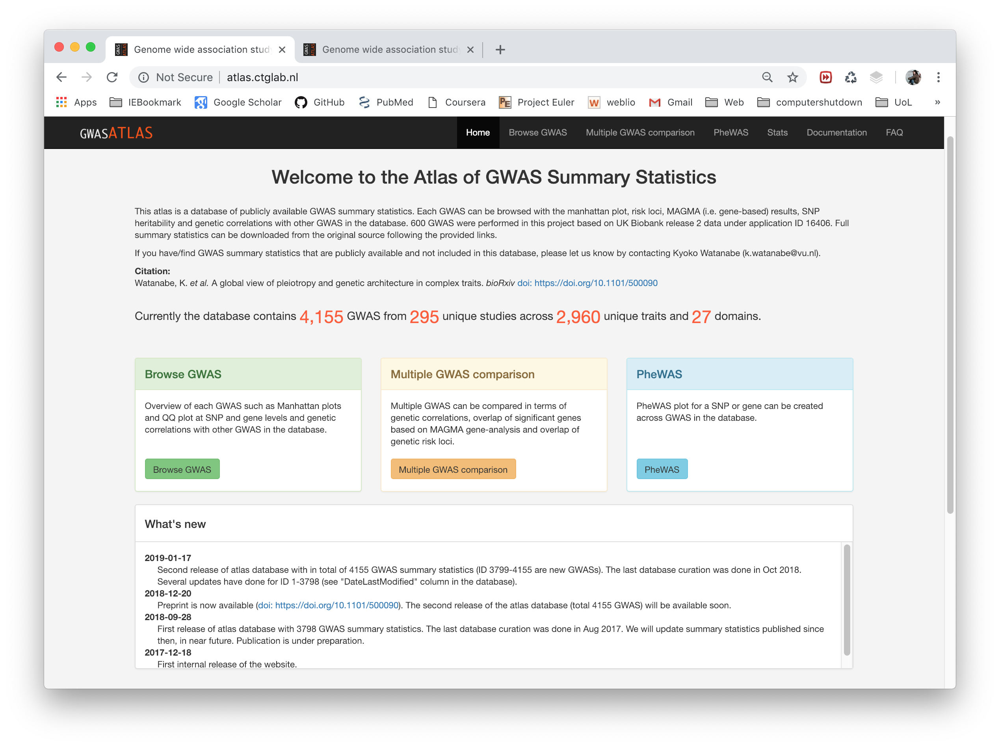 Genome wide association stud
Genome wide association stud
Not Secure
atlas.ctglab.nl
Apps
IEBookmark
Google Scholar
GitHub
PubMed
Coursera
Project Euler
weblio
Gmail
Web
computershutdown
UoL
»
GWASATLAS
Home
Browse GWAS
Multiple GWAS comparison
PheWAS
Stats
Documentation
FAQ
Welcome to the Atlas of GWAS Summary Statistics
This atlas is a database of publicly available GWAS summary statistics. Each GWAS can be browsed with the manhattan plot, risk loci, MAGMA (i.e. gene-based) results, SNP
heritability and genetic correlations with other GWAS in the database. 600 GWAS were performed in this project based on UK Biobank release 2 data under application ID 16406. Full
summary statistics can be downloaded from the original source following the provided links.
If you have/find GWAS summary statistics that are publicly available and not included in this database, please let us know by contacting Kyoko Watanabe (k.watanabe@vu.nl).
Citation:
Watanabe, K. et al. A global view of pleiotropy and genetic architecture in complex traits. bioRxiv doi: https://doi.org/10.1101/500090
Currently the database contains 4,155 GWAS from 295 unique studies across 2,960 unique traits and 27 domains.
Browse GWAS
Overview of each GWAS such as Manhattan plots
and QQ plot at SNP and gene levels and genetic
correlations with other GWAS in the database.
Browse GWAS
Multiple GWAS comparison
Multiple GWAS can be compared in terms of
genetic correlations, overlap of significant genes
based on MAGMA gene-analysis and overlap of
genetic risk loci.
Multiple GWAS comparison
PheWAS
PheWAS plot for a SNP or gene can be created
across GWAS in the database.
PheWAS
What's new
2019-01-17
Second release of atlas database with in total of 4155 GWAS summary statistics (ID 3799-4155 are new GWASs). The last database curation was done in Oct 2018.
Several updates have done for ID 1-3798 (see "DateLastModified" column in the database).
2018-12-20
Preprint is now available (doi: https://doi.org/10.1101/500090). The second release of the atlas database (total 4155 GWAS) will be available soon.
2018-09-28
First release of atlas database with 3798 GWAS summary statistics. The last database curation was done in Aug 2017. We will update summary statistics published since
then, in near future. Publication is under preparation.
2017-12-18
First internal release of the website.